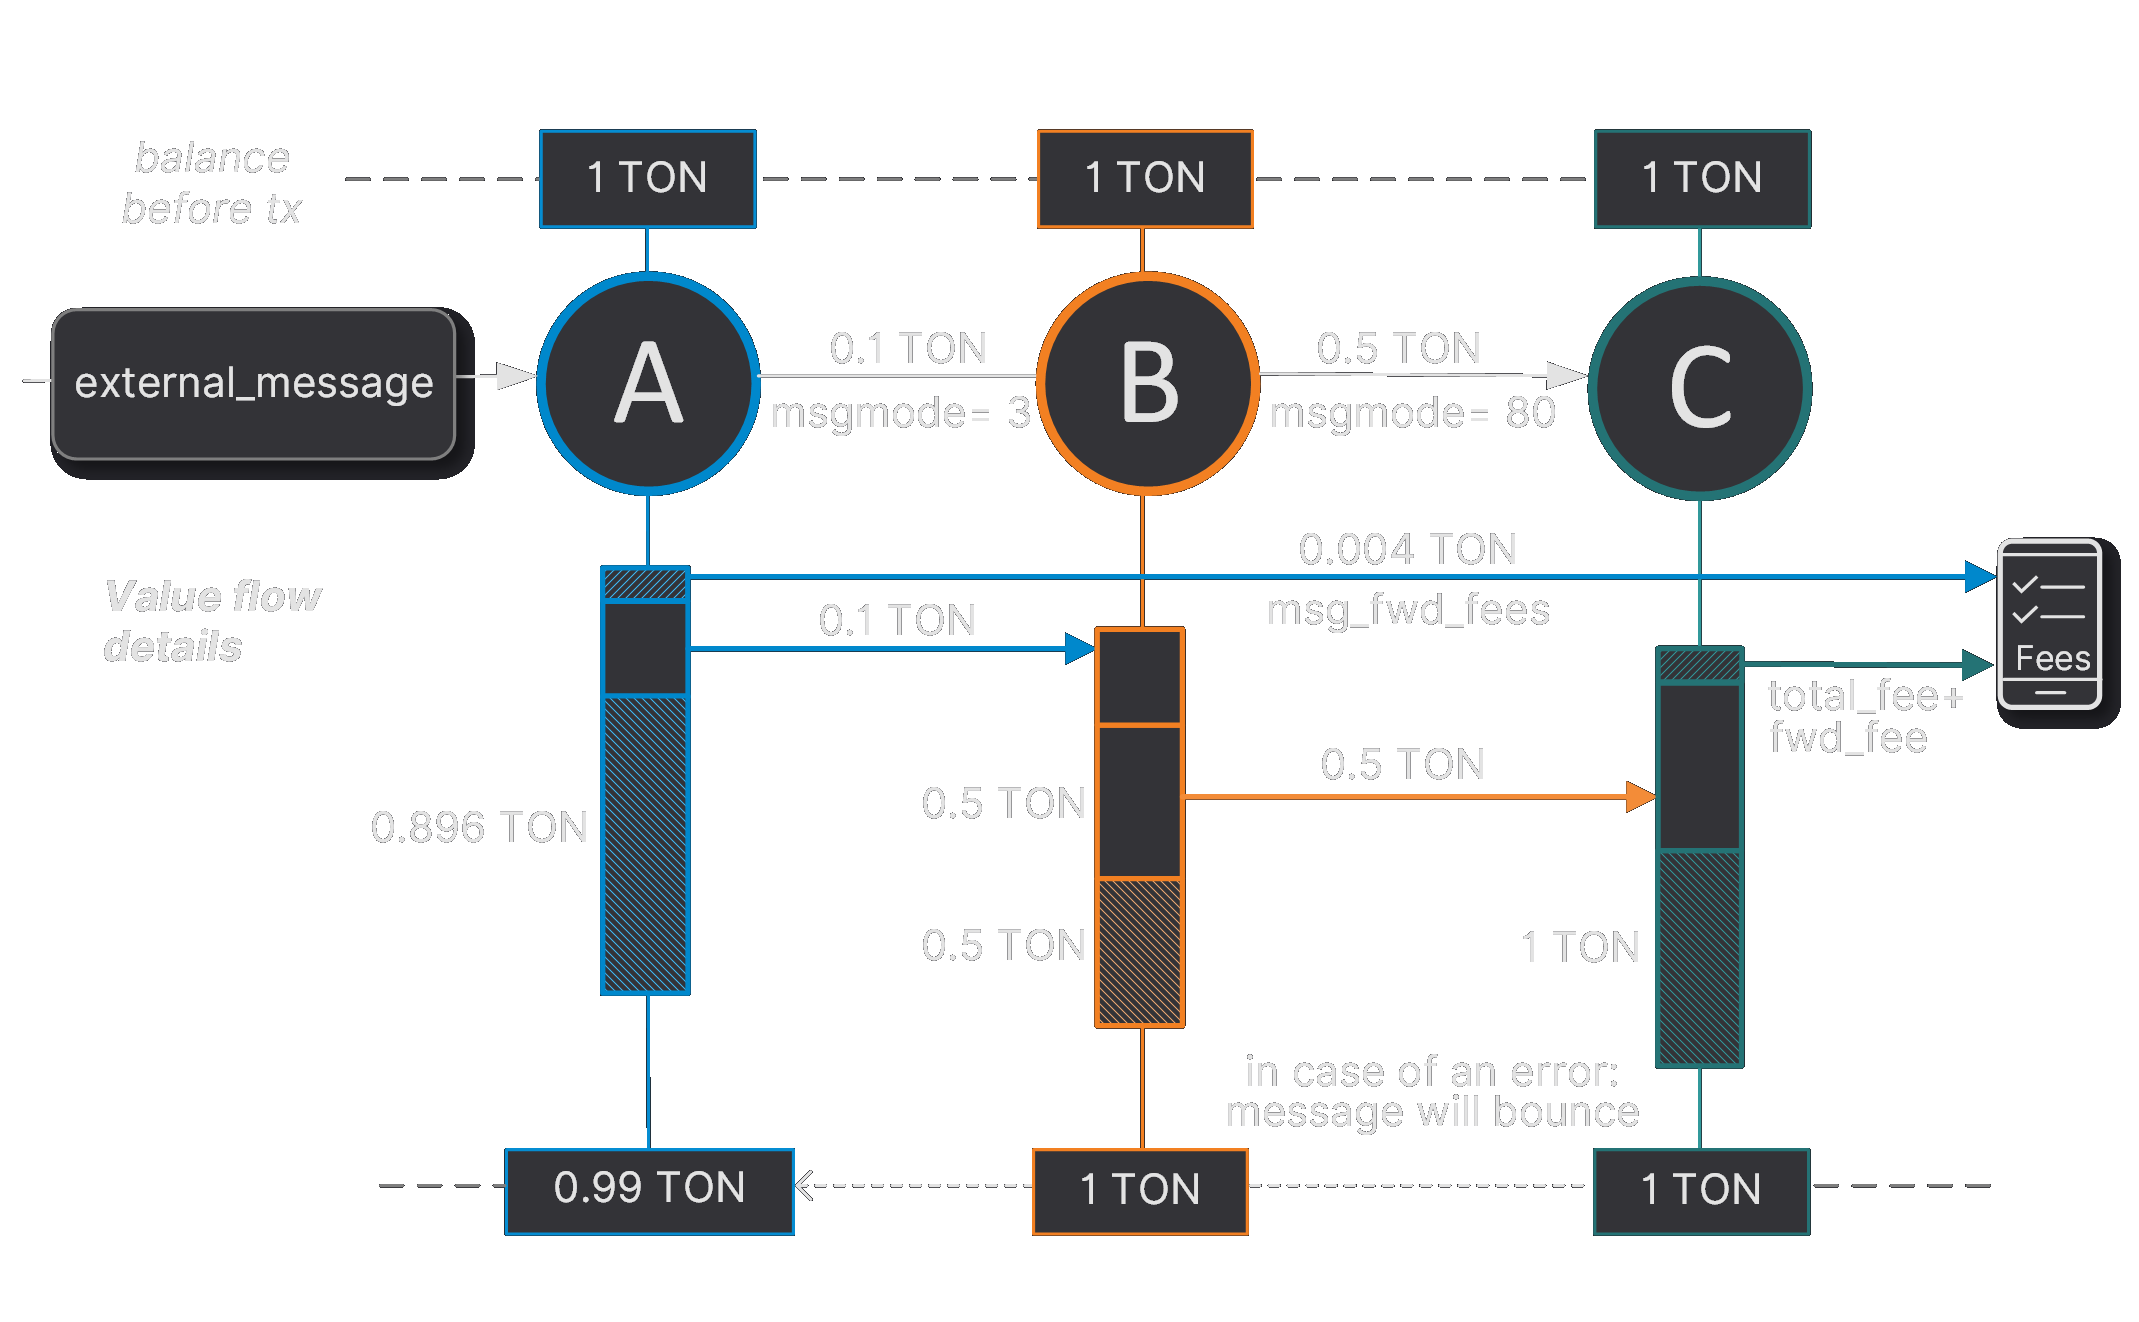 balance
before tx
1 TON
1 TON
1 TON
external_message
A
0.1 TON
msgmode= 3
B
0.5 TON
msgmode= 80
C
Value flow
details
0.004 TON
msg_fwd_fees
0.1 TON
Fees
total_fee+
fwd_fee
0.5 TON
0.5 TON
0.896 TON
0.5 TON
1 TON
in case of an error:
message will bounce
0.99 TON
1 TON
1 TON